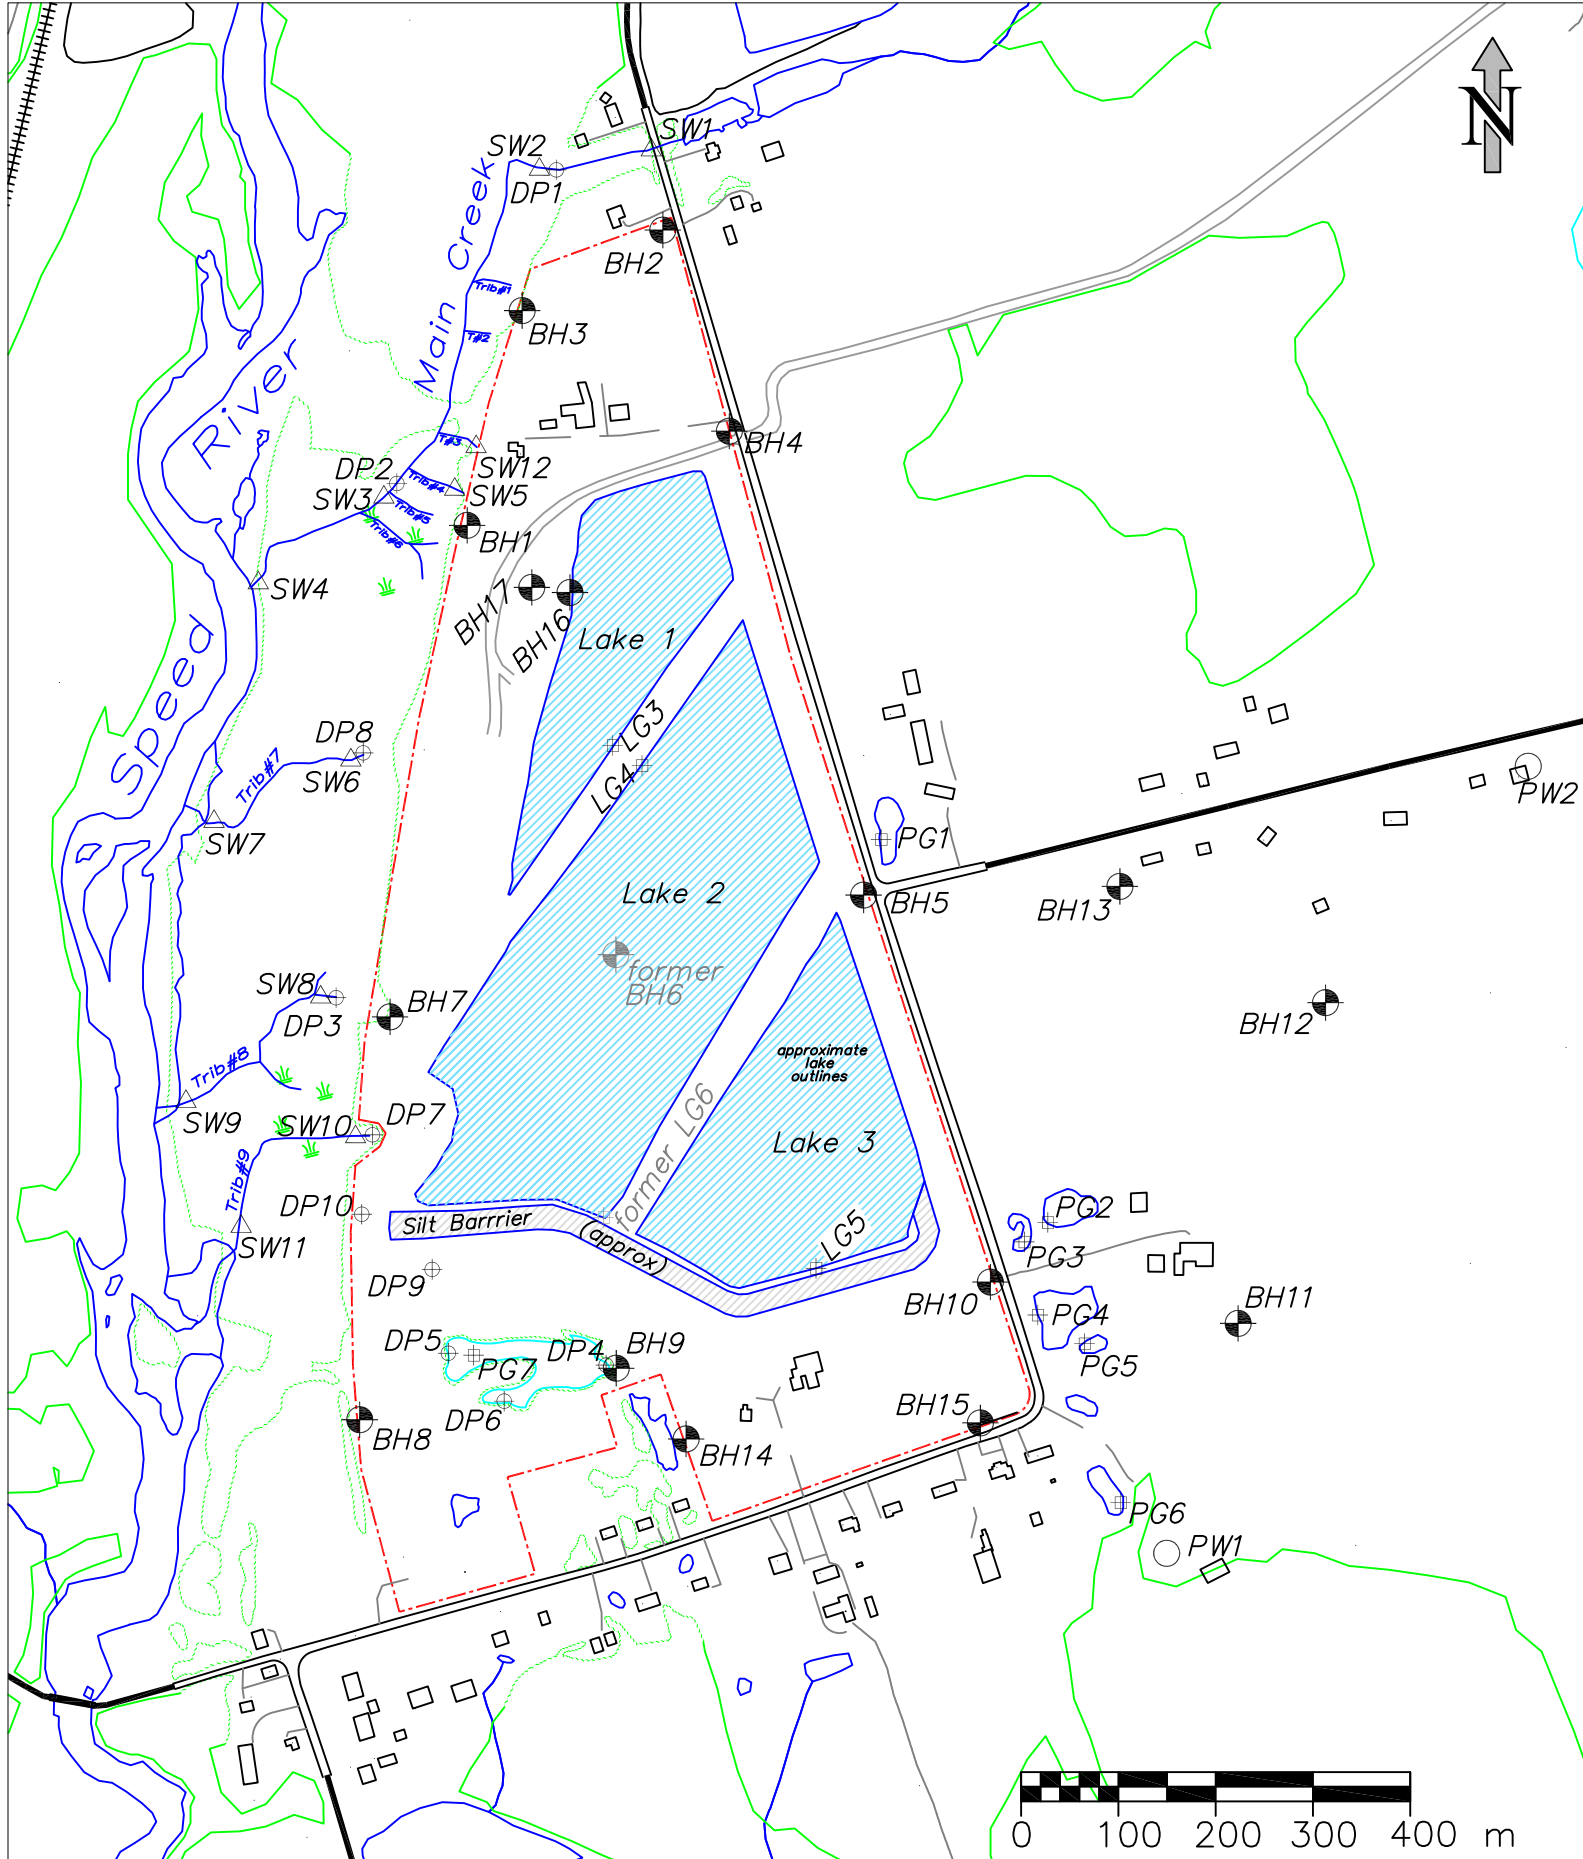 N
SW1
SW2
DP1
Main Creek
BH2
Trib#1
BH3
T#2
River
T#3
BH4
SW12
DP2
Trib#4
SW5
SW3
Trib#5
Trib#6
BH1
SW4
BH17
BH16
Lake 1
Speed
DP8
SW6
Trib#7
LG3
LG4
SW7
PG1
PW2
Lake 2
BH5
BH13
former
BH6
SW8
DP3
BH7
BH12
approximate
lake
outlines
Trib#8
SW9
SW10
DP7
former LG6
Lake 3
Trib#9
DP10
Silt Barrrier
(approx)
LG5
SW11
DP9
PG2
PG3
BH10
PG4
BH11
PG5
DP5
PG7
DP4
BH9
DP6
BH8
BH14
BH15
PG6
PW1
0 100 200 300 400 m